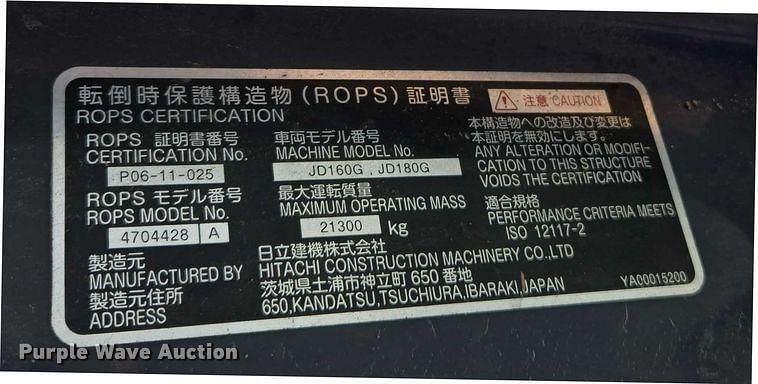 転倒時保護構造物 (ROPS) 証明書
ROPS CERTIFICATION
⚠ 注意 CAUTION
本構造物への改造及び変更は
本証明を無効にします。
ANY ALTERATION OR MODIFI-
CATION TO THIS STRUCTURE
VOIDS THE CERTIFICATION
ROPS 証明書番号
CERTIFICATION No.
P06-11-025
車両モデル番号
MACHINE MODEL No.
JD160G , JD180G
ROPS モデル番号
ROPS MODEL No.
4704428 A
最大運転質量
MAXIMUM OPERATING MASS
21300 kg
適合規格
PERFORMANCE CRITERIA MEETS
ISO 12117-2
製造元
MANUFACTURED BY
日立建機株式会社
HITACHI CONSTRUCTION MACHINERY CO.,LTD
製造元住所
ADDRESS
茨城県土浦市神立町 650 番地
650,KANDATSU,TSUCHIURA,IBARAKI,JAPAN
YA00015200
Purple Wave Auction